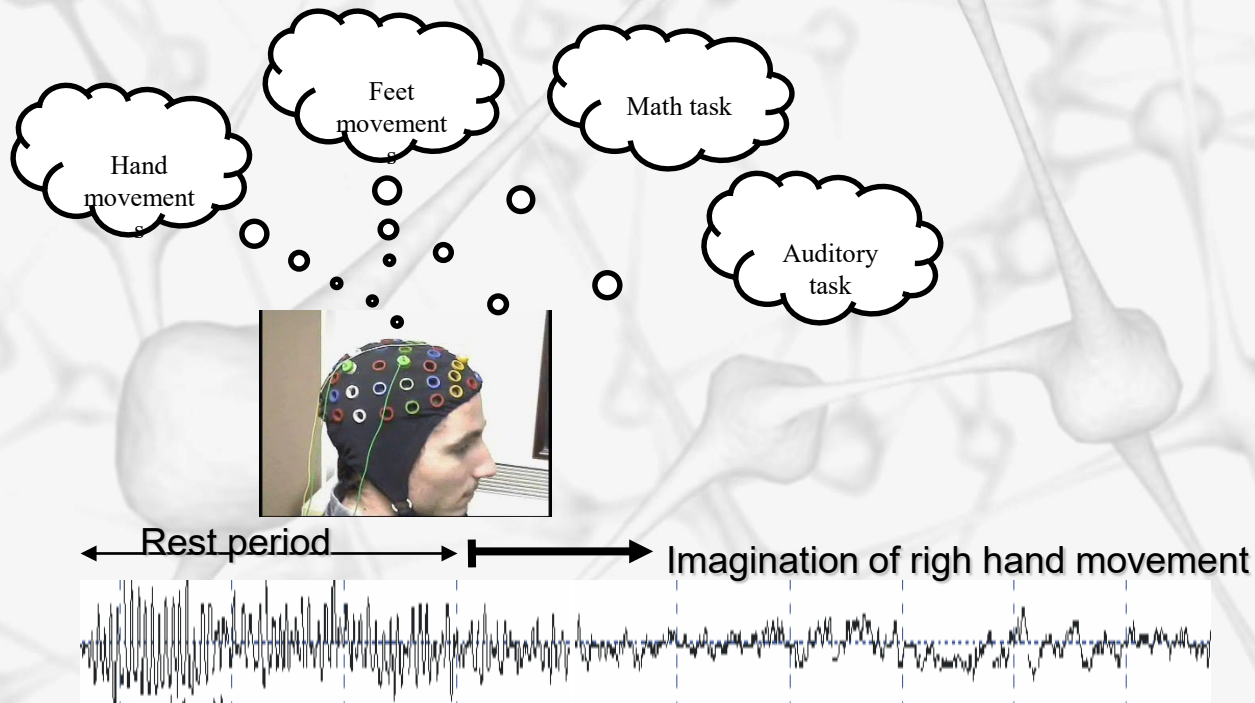 Feet
movement
s
Math task
Hand
movement
s
Auditory
task
Rest period
Imagination of righ hand movement